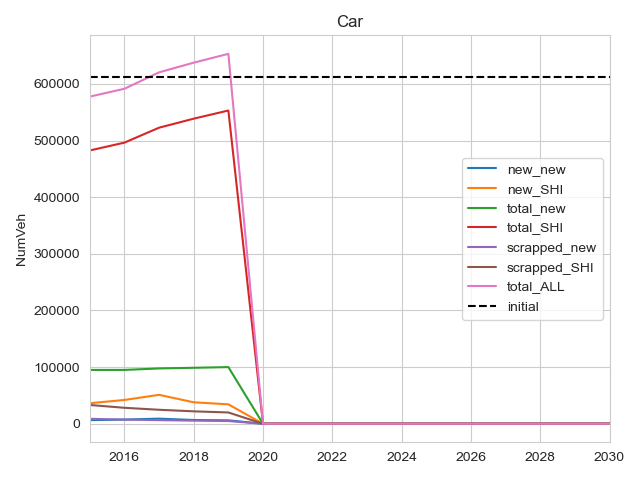 Car
600000
500000
400000
300000
200000
100000
0
NumVeh
new_new
new_SHI
total_new
total_SHI
scrapped_new
scrapped_SHI
total_ALL
initial
2016 2018 2020 2022 2024 2026 2028 2030